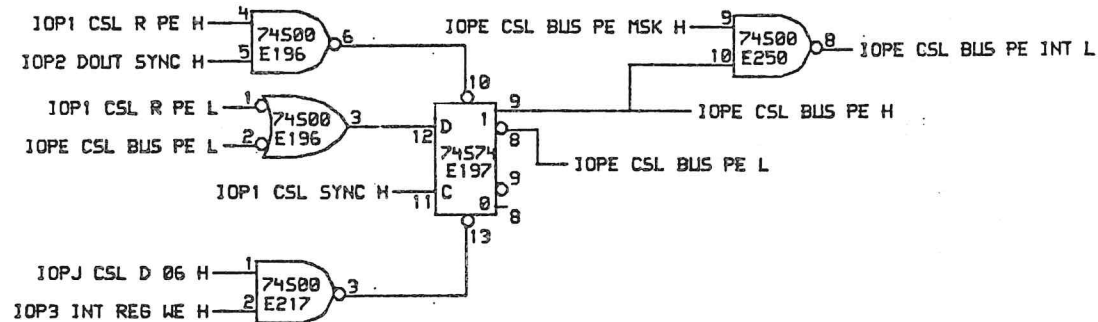 IOP1 CSL R PE H
4
74S00
E196
6
IOP2 DOUT SYNC H
5
IOPE CSL BUS PE MSK H
9
74S00
E250
8
IOPE CSL BUS PE INT L
10
IOP1 CSL R PE L
1
74S00
E196
3
IOPE CSL BUS PE L
2
10
D
12
1
9
IOPE CSL BUS PE H
8
74S74
E197
IOPE CSL BUS PE L
9
IOP1 CSL SYNC H
11
C
0
8
13
IOPJ CSL D 06 H
1
74S00
E217
3
IOP3 INT REG WE H
2